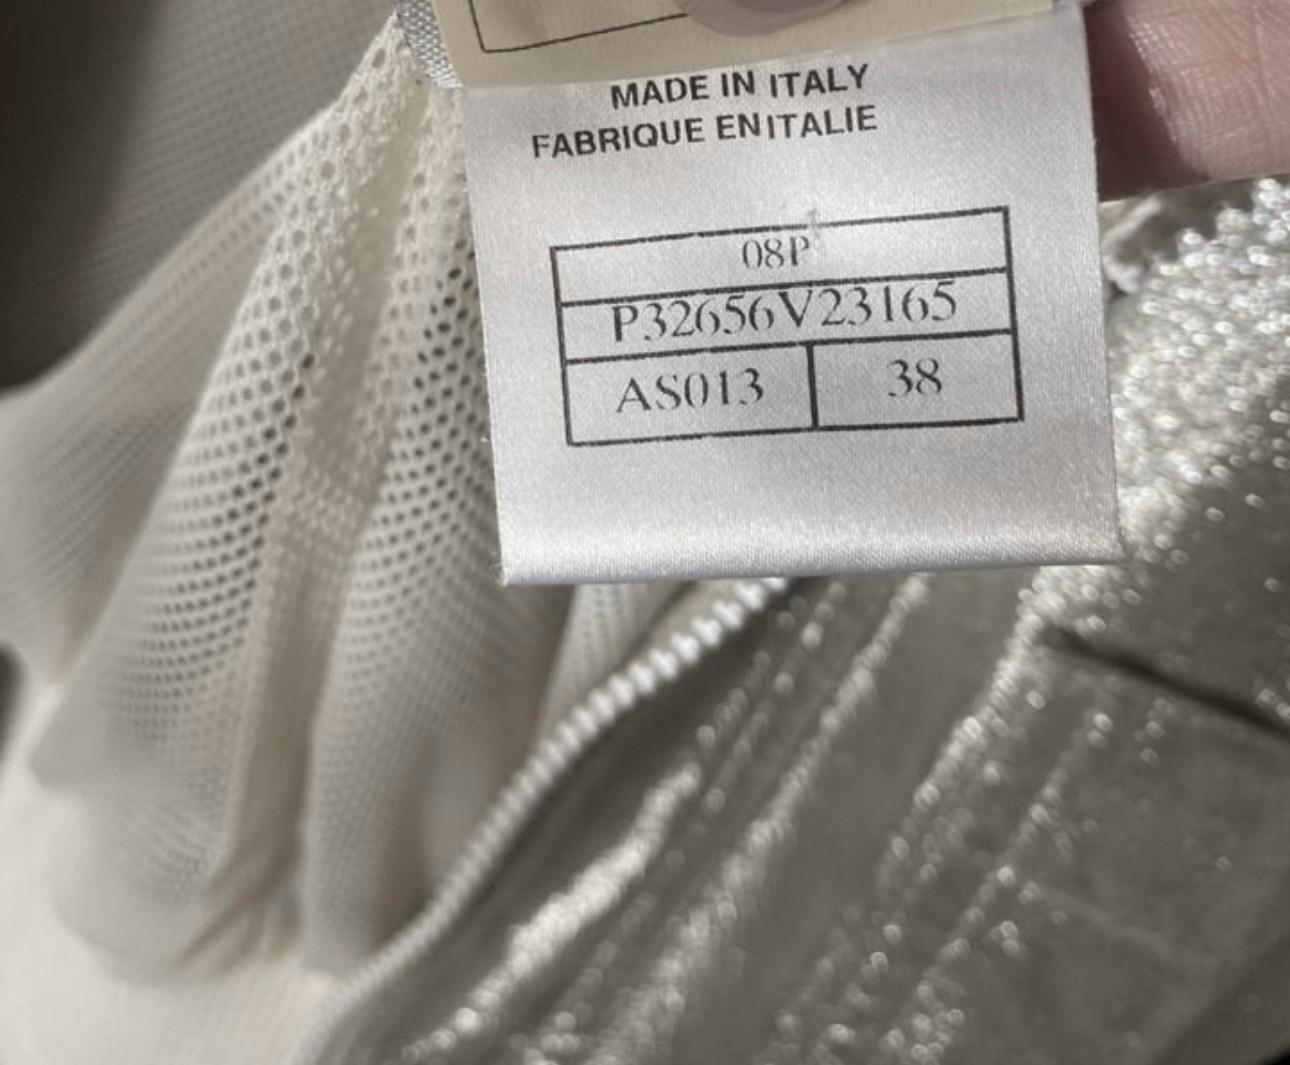 MADE IN ITALY
FABRIQUE EN ITALIE
08P
P32656V23165
AS013 38